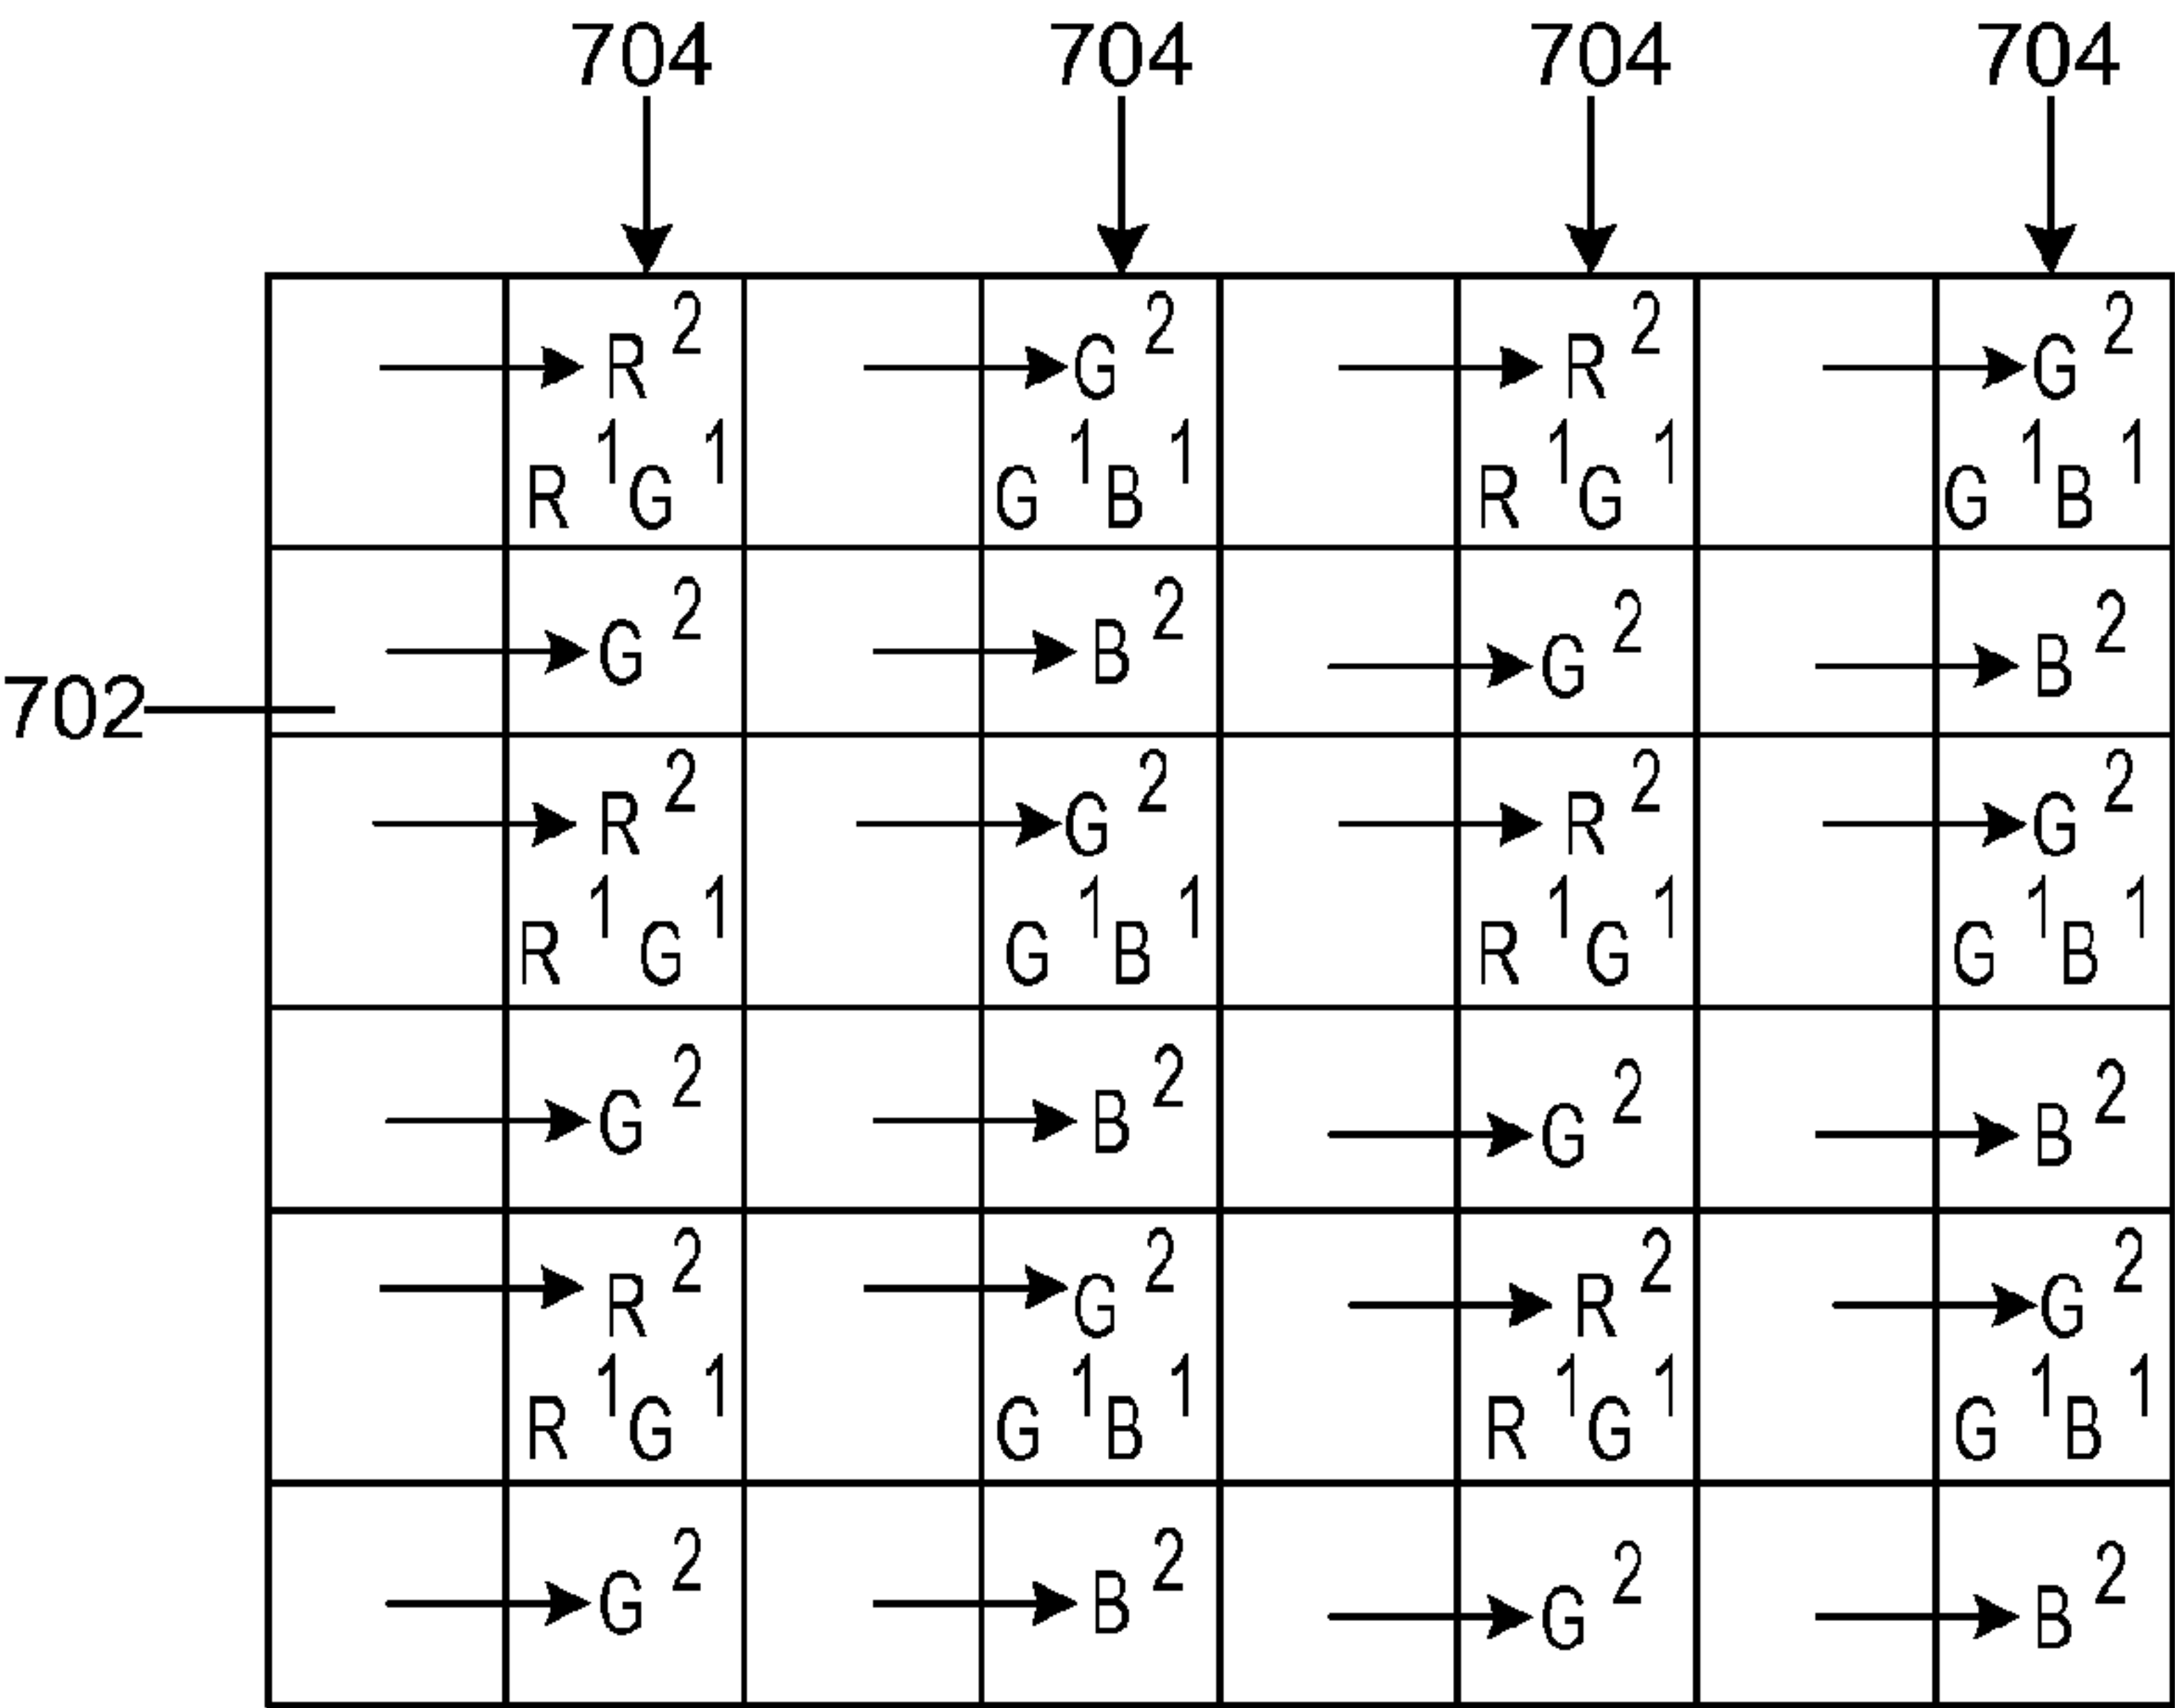 704 704 704 704
R² G² R² G²
R¹G¹ G¹B¹ R¹G¹ G¹B¹
G² B² G² B²
702
R² G² R² G²
R¹G¹ G¹B¹ R¹G¹ G¹B¹
G² B² G² B²
R² G² R² G²
R¹G¹ G¹B¹ R¹G¹ G¹B¹
G² B² G² B²